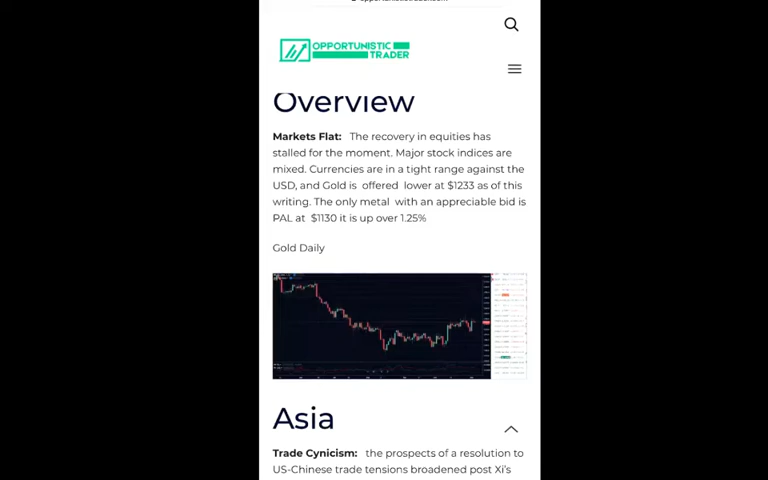 OPPORTUNISTIC
TRADER
Overview
Markets Flat: The recovery in equities has
stalled for the moment. Major stock indices are
mixed. Currencies are in a tight range against the
USD, and Gold is offered lower at $1233 as of this
writing. The only metal with an appreciable bid is
PAL at $1130 it is up over 1.25%
Gold Daily
Asia
Trade Cynicism: the prospects of a resolution to
US-Chinese trade tensions broadened post Xi's